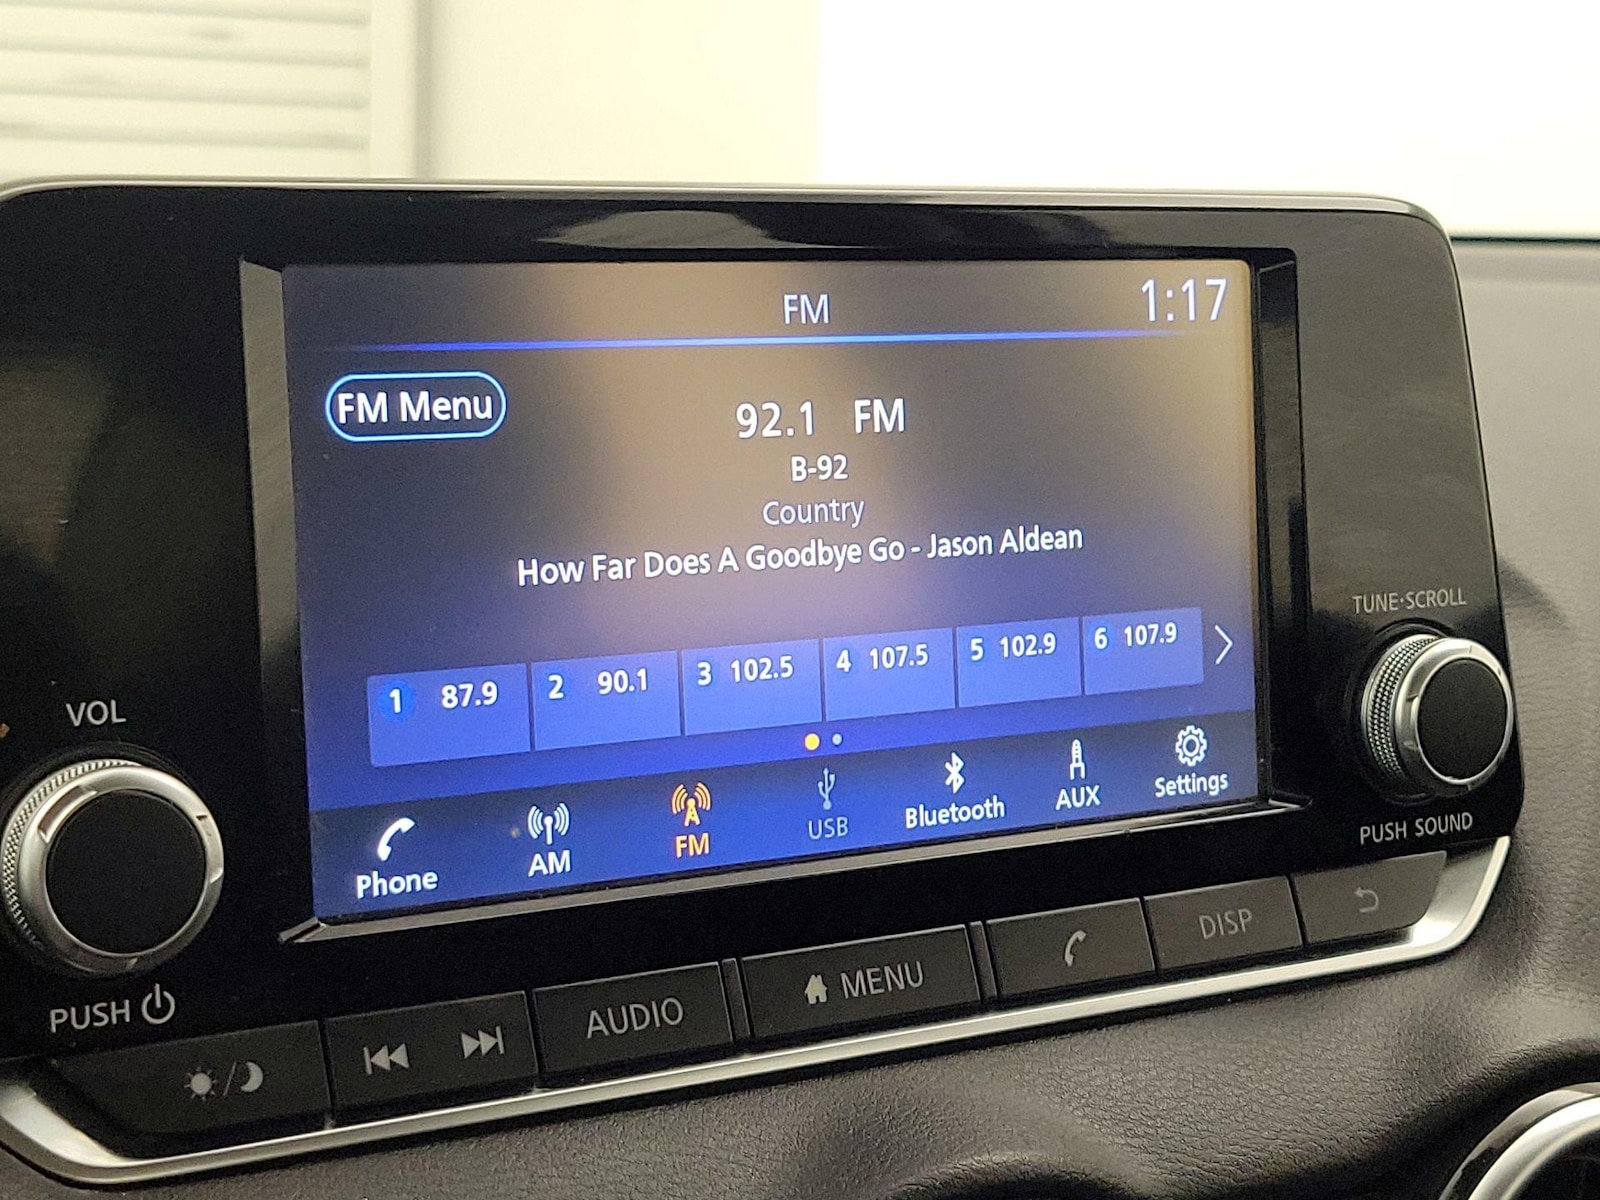 FM
1:17
FM Menu
92.1 FM
B-92
Country
How Far Does A Goodbye Go - Jason Aldean
1 87.9 2 90.1 3 102.5 4 107.5 5 102.9 6 107.9
Phone AM FM USB Bluetooth AUX Settings
VOL
PUSH
TUNE·SCROLL
PUSH SOUND
AUDIO MENU DISP